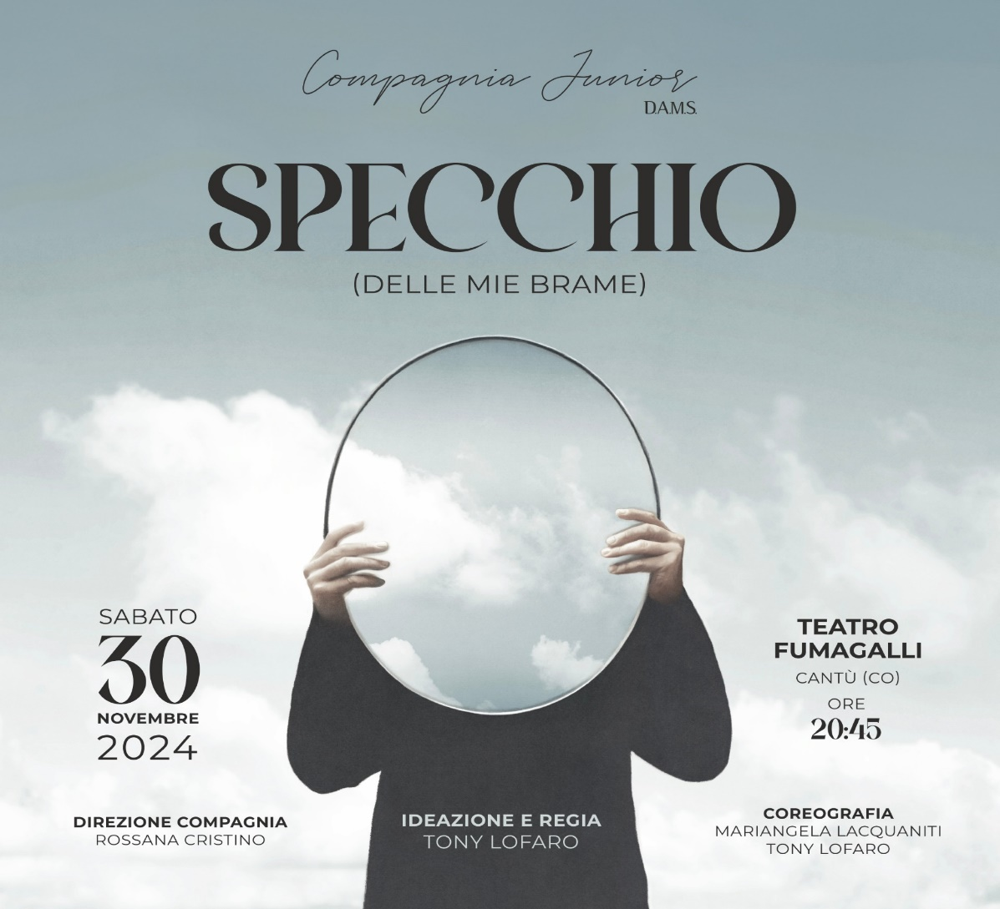 Compagnia Junior
D.A.M.S.
SPECCHIO
(DELLE MIE BRAME)
SABATO
30
NOVEMBRE
2024
TEATRO
FUMAGALLI
CANTÙ (CO)
ORE
20:45
DIREZIONE COMPAGNIA
ROSSANA CRISTINO
IDEAZIONE E REGIA
TONY LOFARO
COREOGRAFIA
MARIANGELA LACQUANITI
TONY LOFARO